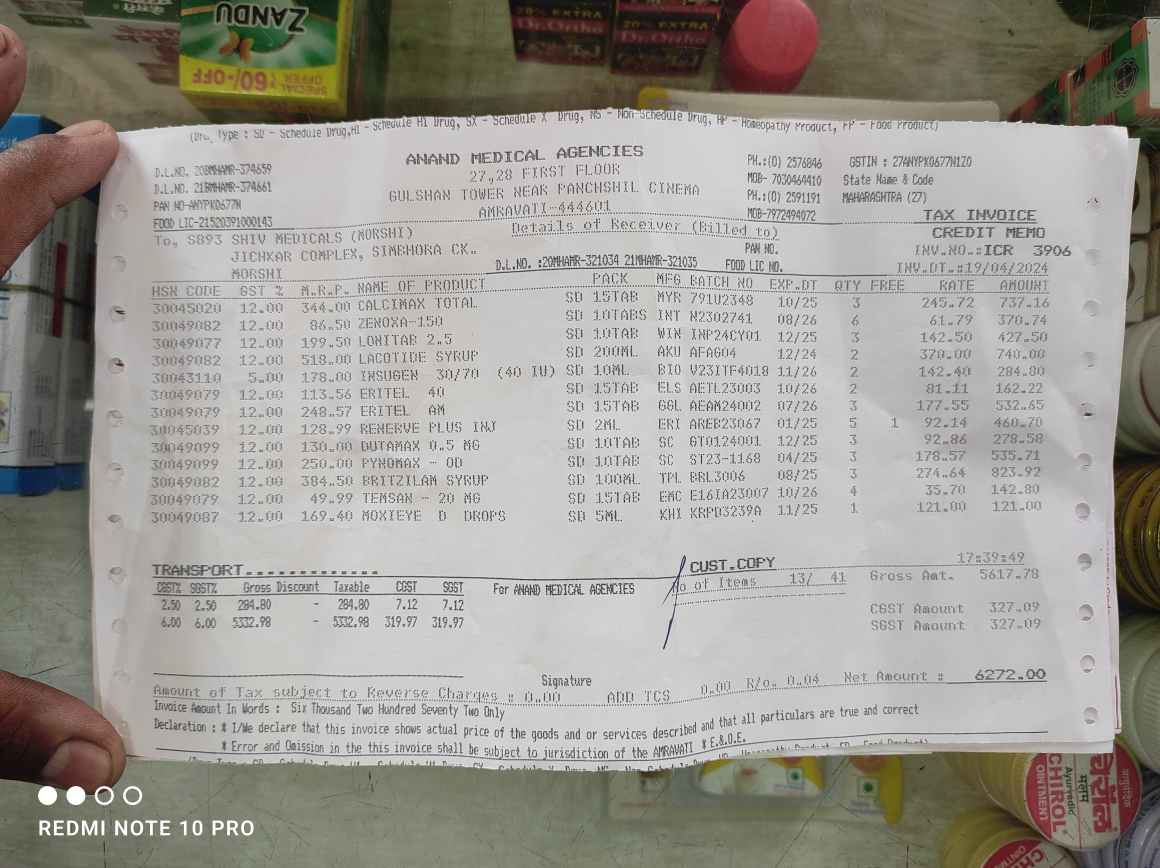 ZANDU
SPECIAL OFFER ₹60/-OFF
20% EXTRA
Dr.Ortho
20% EXTRA
Dr.Ortho
Type : SD - Schedule Drug,H1 - Schedule H1 Drug, SX - Schedule X Drug, NS - Non-Schedule Drug, HP - Homeopathy Product, FP - Food Product)
ANAND MEDICAL AGENCIES
27,28 FIRST FLOOR
GULSHAN TOWER NEAR PANCHSHIL CINEMA
AMRAVATI-444601
D.L.NO. 20BMHAMR-374659
D.L.NO. 21BMHAMR-374661
PAN NO-ANYPK0677N
FOOD LIC-21520391000143
PH.:(O) 2576846
MOB- 7030464410
PH.:(O) 2591191
MOB-7972494072
GSTIN : 27ANYPK0677N1Z0
State Name & Code
MAHARASHTRA (27)
TAX INVOICE
CREDIT MEMO
INV.NO.:ICR 3906
INV.DT.:19/04/2024
Details of Receiver (Billed to)
To, S893 SHIV MEDICALS (MORSHI)
JICHKAR COMPLEX, SIMBHORA CK..
MORSHI
PAN NO.
D.L.NO. :20MHAMR-321034 21MHAMR-321035 FOOD LIC NO.
HSN CODE GST % M.R.P. NAME OF PRODUCT PACK MFG BATCH NO EXP.DT QTY FREE RATE AMOUNT
30045020 12.00 344.00 CALCIMAX TOTAL SD 15TAB MYR 791U2348 10/25 3 245.72 737.16
30049082 12.00 86.50 ZENOXA-150 SD 10TABS INT N2302741 08/26 6 61.79 370.74
30049077 12.00 199.50 LONITAB 2.5 SD 10TAB WIN INP24CY01 12/25 3 142.50 427.50
30049082 12.00 518.00 LACOTIDE SYRUP SD 200ML AKU AFAG04 12/24 2 370.00 740.00
30043110 5.00 178.00 INSUGEN 30/70 (40 IU) SD 10ML BIO V23ITF4018 11/26 2 142.40 284.80
30049079 12.00 113.56 ERITEL 40 SD 15TAB ELS AETL23003 10/26 2 81.11 162.22
30049079 12.00 248.57 ERITEL AM SD 15TAB GGL AEAM24002 07/26 3 177.55 532.65
30045039 12.00 128.99 RENERVE PLUS INJ SD 2ML ERI AREB23067 01/25 5 1 92.14 460.70
30049099 12.00 130.00 DUTAMAX 0.5 MG SD 10TAB SC GT0124001 12/25 3 92.86 278.58
30049099 12.00 250.00 PYNOMAX - OD SD 10TAB SC ST23-1168 04/25 3 178.57 535.71
30049082 12.00 384.50 BRITZILAM SYRUP SD 100ML TPL BRL3006 08/25 3 274.64 823.92
30049079 12.00 49.99 TEMSAN - 20 MG SD 15TAB EMC E16IA23007 10/26 4 35.70 142.80
30049087 12.00 169.40 MOXIEYE D DROPS SD 5ML KHI KRPD3239A 11/25 1 121.00 121.00
TRANSPORT.............
CUST.COPY
17:39:49
CGST% SGST% Gross Discount Taxable CGST SGST
2.50 2.50 284.80 - 284.80 7.12 7.12
6.00 6.00 5332.98 - 5332.98 319.97 319.97
For ANAND MEDICAL AGENCIES
No of Items 13/ 41
Gross Amt. 5617.78
CGST Amount 327.09
SGST Amount 327.09
Signature
Amount of Tax subject to Reverse Charges : 0.00 ADD TCS 0.00 R/o. 0.04 Net Amount : 6272.00
Invoice Amount In Words : Six Thousand Two Hundred Seventy Two Only
Declaration : * I/We declare that this invoice shows actual price of the goods and or services described and that all particulars are true and correct
* Error and Omission in the this invoice shall be subject to jurisdiction of the AMRAVATI * E.&O.E.
आयुर्वेदिक
मलम
Ayurvedic
CHIROL
OINTMENT
REDMI NOTE 10 PRO